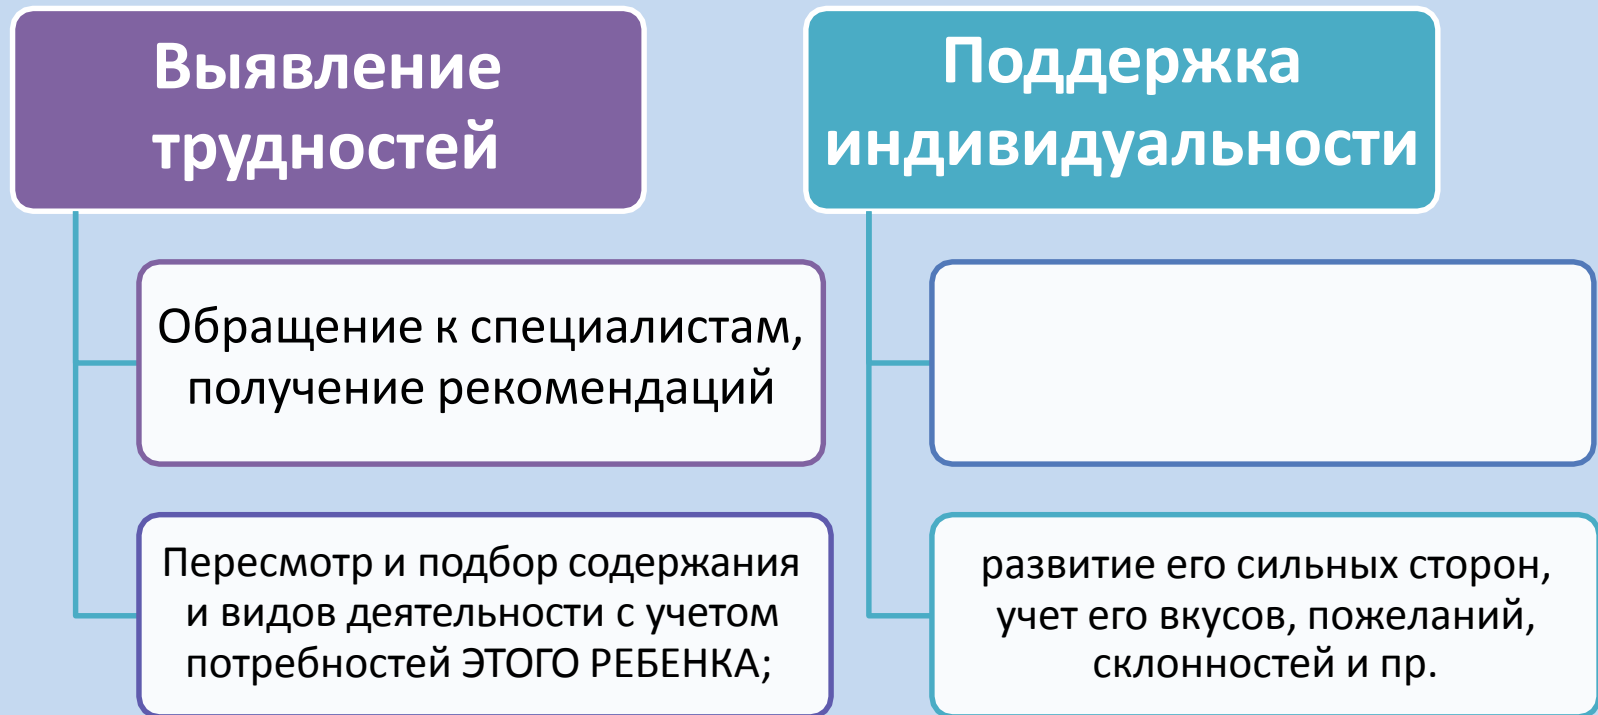 Выявление
трудностей
Обращение к специалистам,
получение рекомендаций
Пересмотр и подбор содержания
и видов деятельности с учетом
потребностей ЭТОГО РЕБЕНКА;
Поддержка
индивидуальности
развитие его сильных сторон,
учет его вкусов, пожеланий,
склонностей и пр.